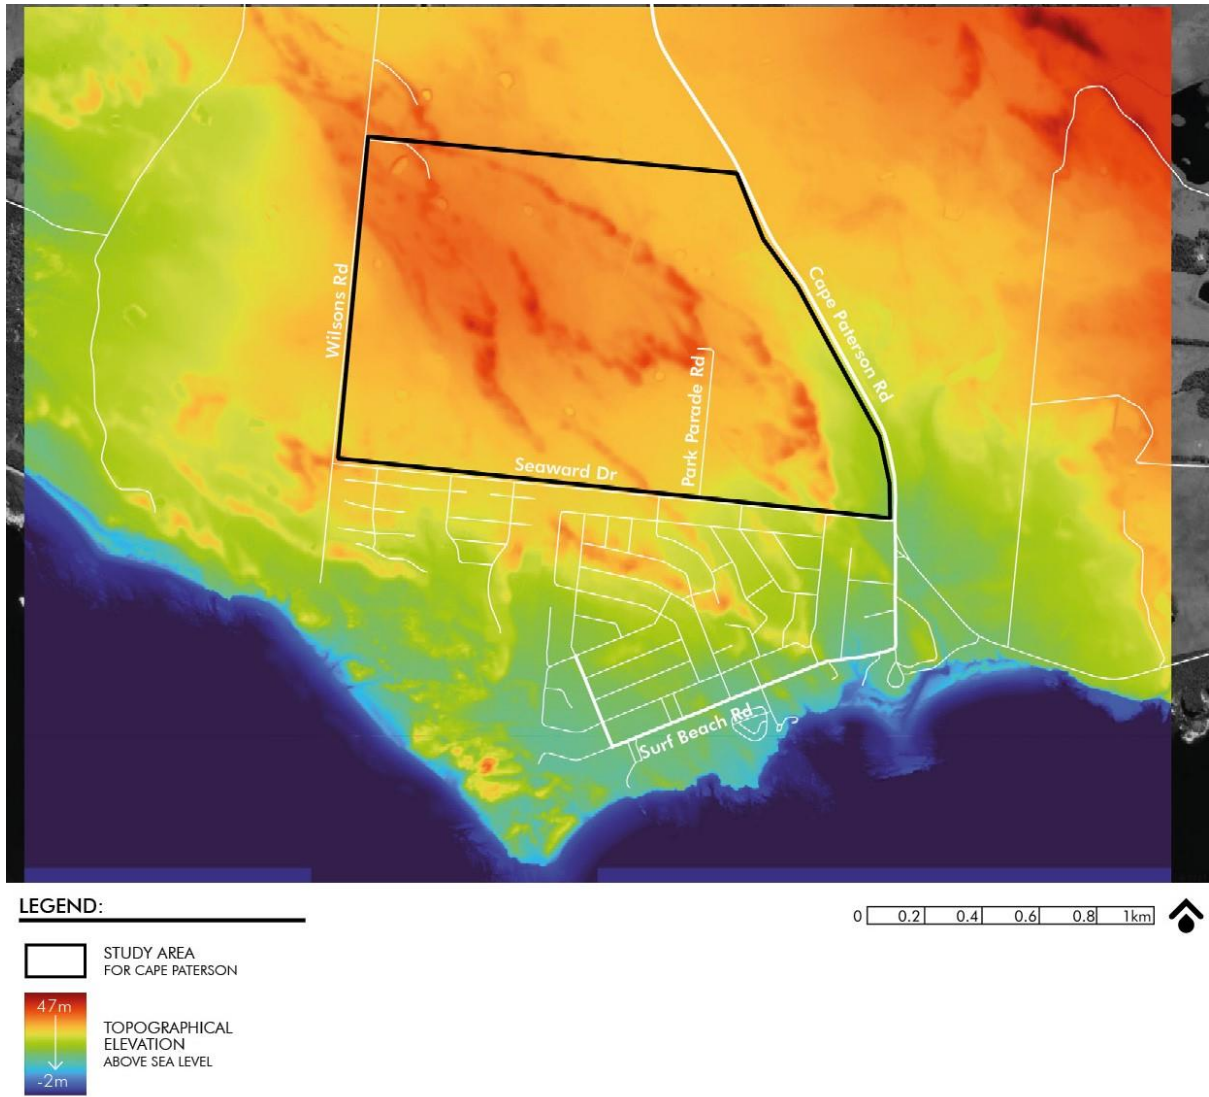 Wilsons Rd
Cape Paterson Rd
Park Parade Rd
Seaward Dr
Surf Beach Rd
LEGEND:
0 0.2 0.4 0.6 0.8 1km
STUDY AREA
FOR CAPE PATERSON
47m
TOPOGRAPHICAL
ELEVATION
ABOVE SEA LEVEL
-2m